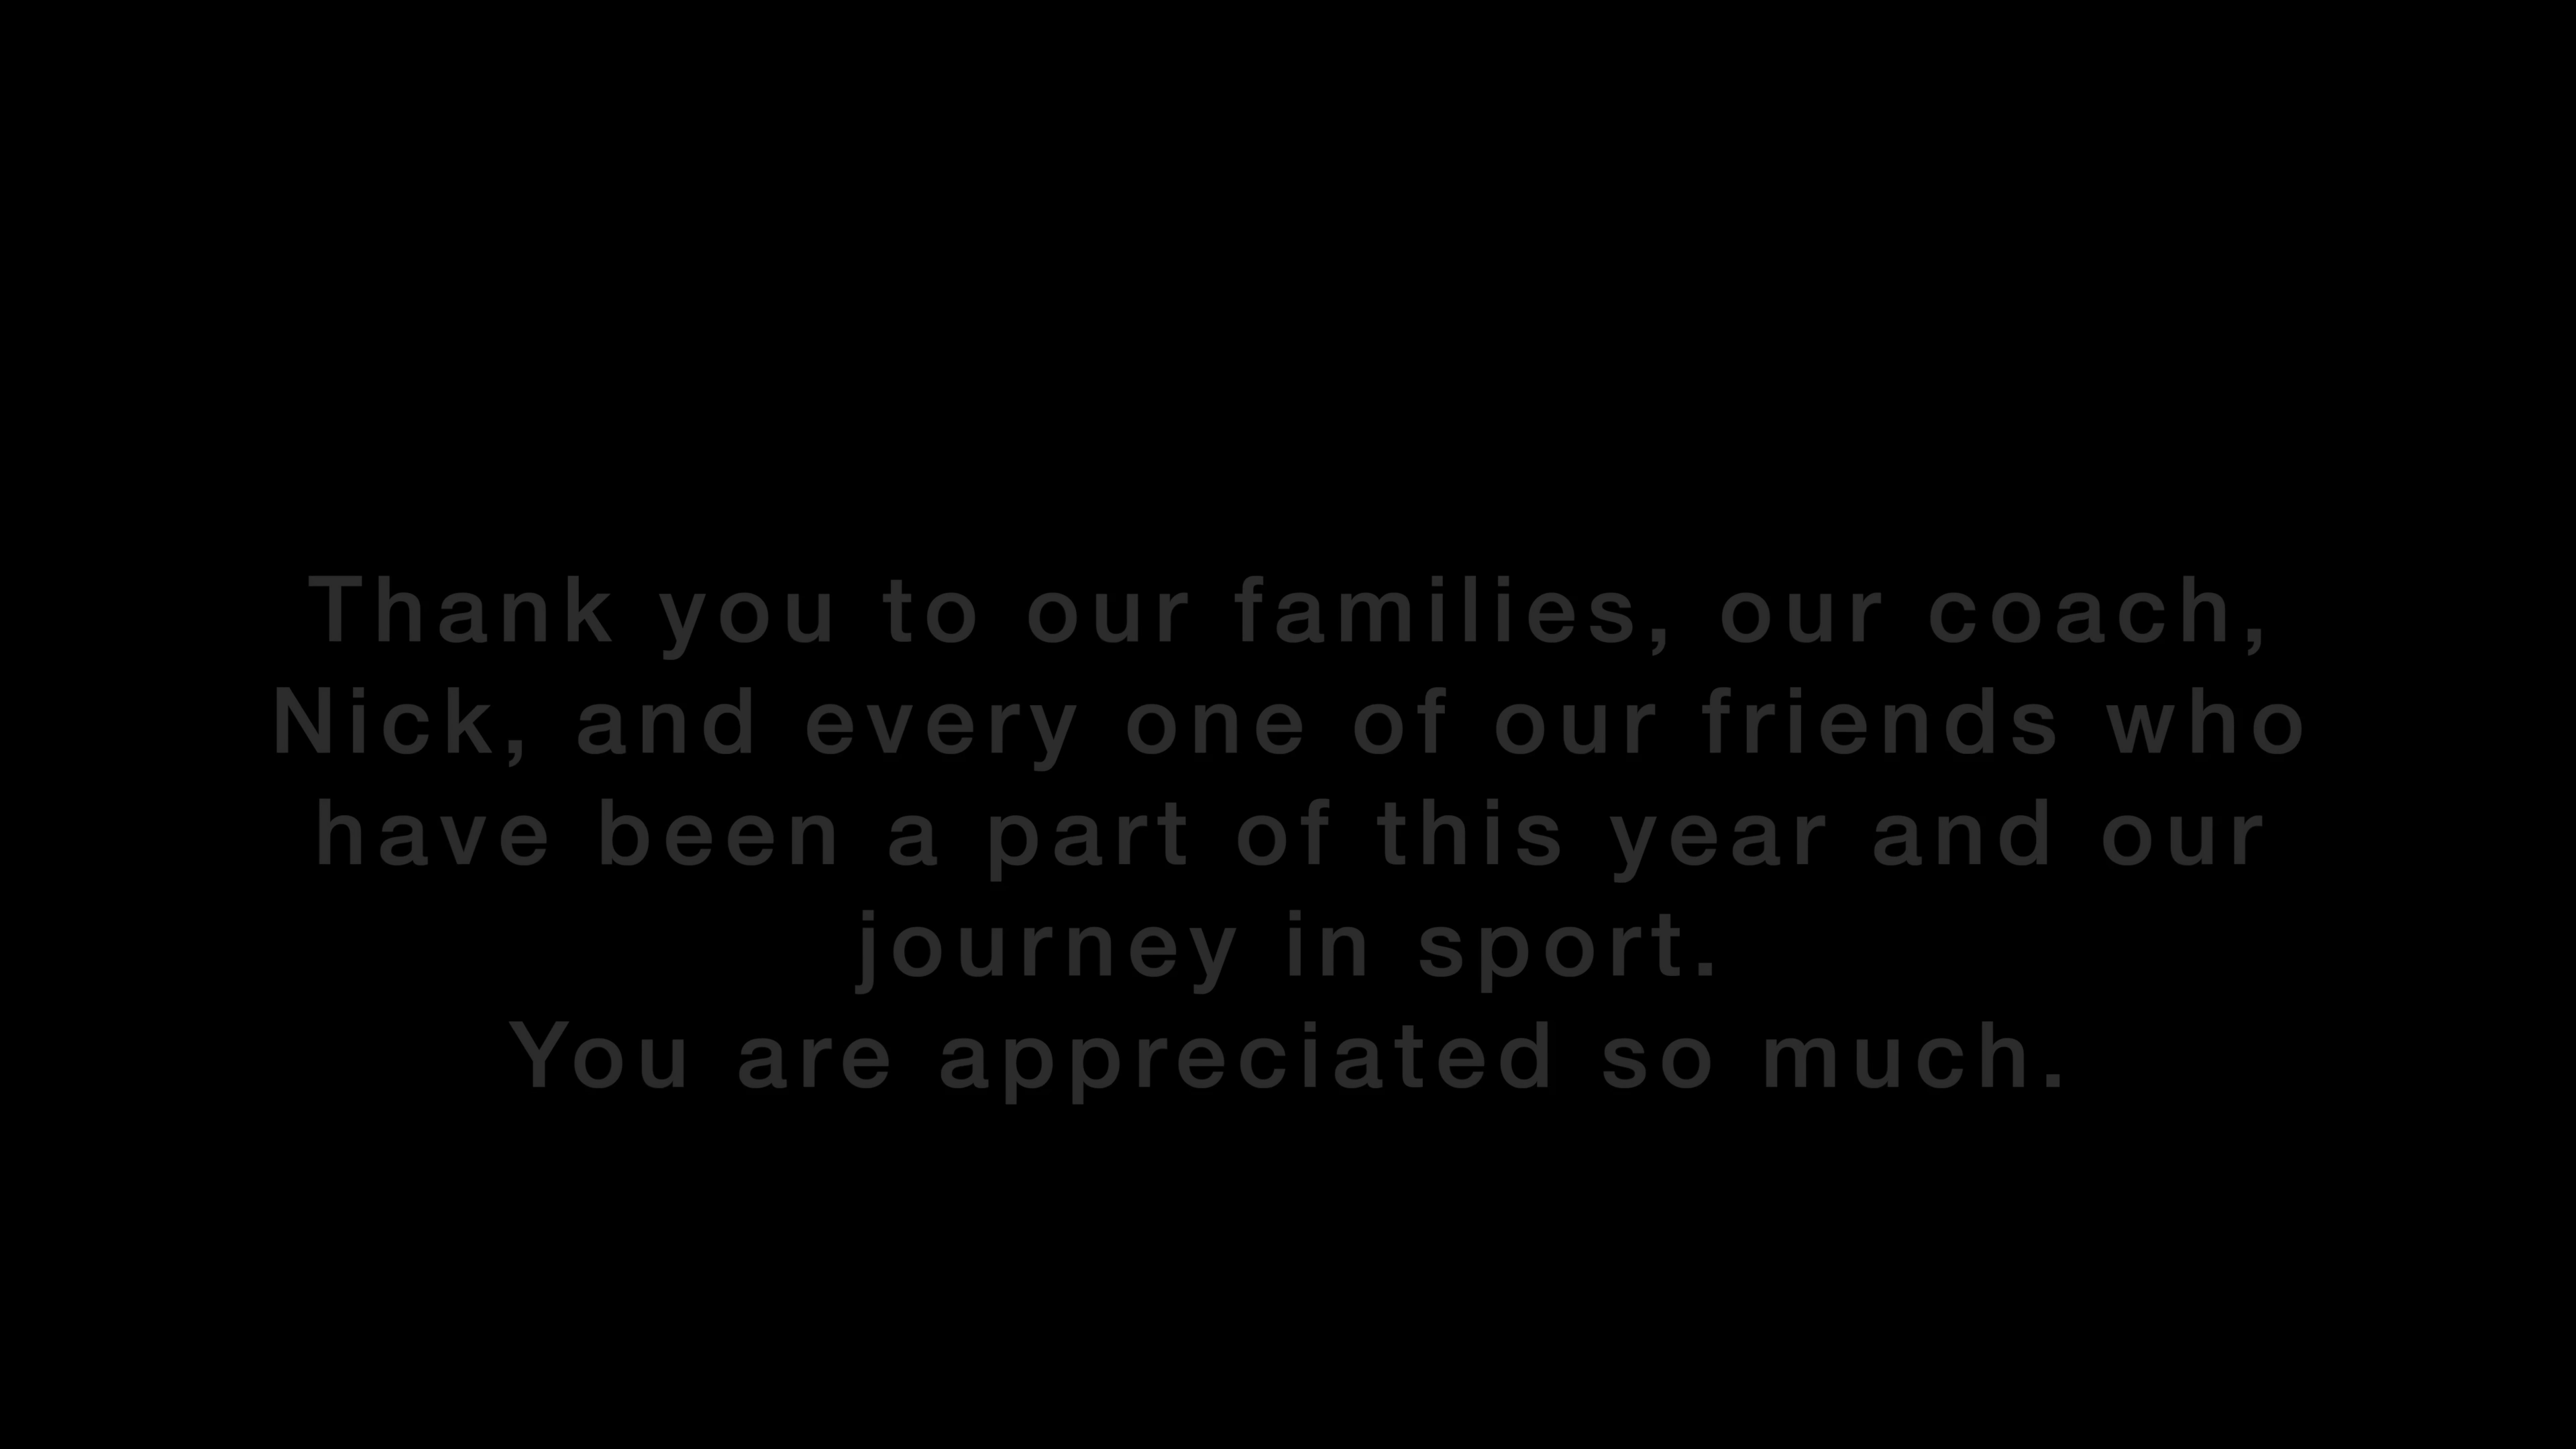 Thank you to our families, our coach,
Nick, and every one of our friends who
have been a part of this year and our
journey in sport.
You are appreciated so much.